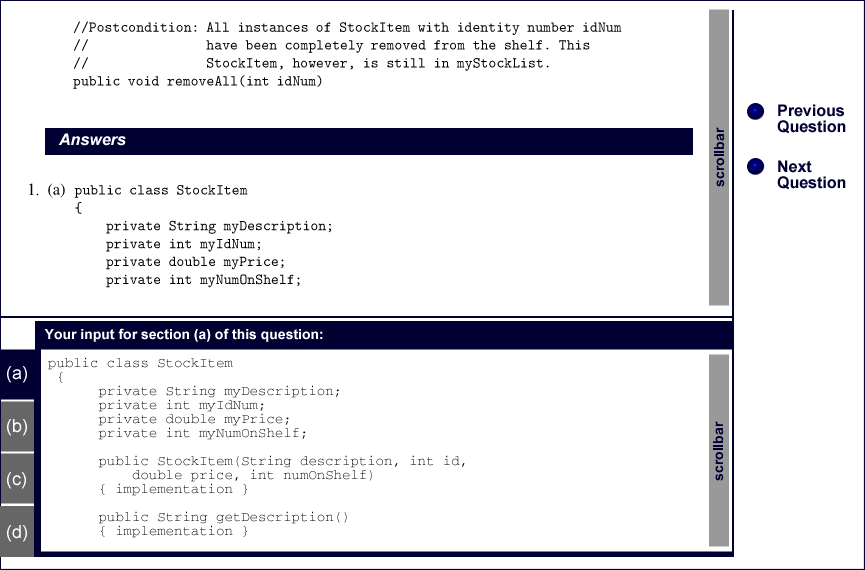 //Postcondition: All instances of StockItem with identity number idNum
// have been completely removed from the shelf. This
// StockItem, however, is still in myStockList.
public void removeAll(int idNum)
Answers
1. (a) public class StockItem
{
private String myDescription;
private int myIdNum;
private double myPrice;
private int myNumOnShelf;
scrollbar
Previous
Question
Next
Question
Your input for section (a) of this question:
(a)
(b)
(c)
(d)
public class StockItem
{
private String myDescription;
private int myIdNum;
private double myPrice;
private int myNumOnShelf;
public StockItem(String description, int id,
double price, int numOnShelf)
{ implementation }
public String getDescription()
{ implementation }
scrollbar